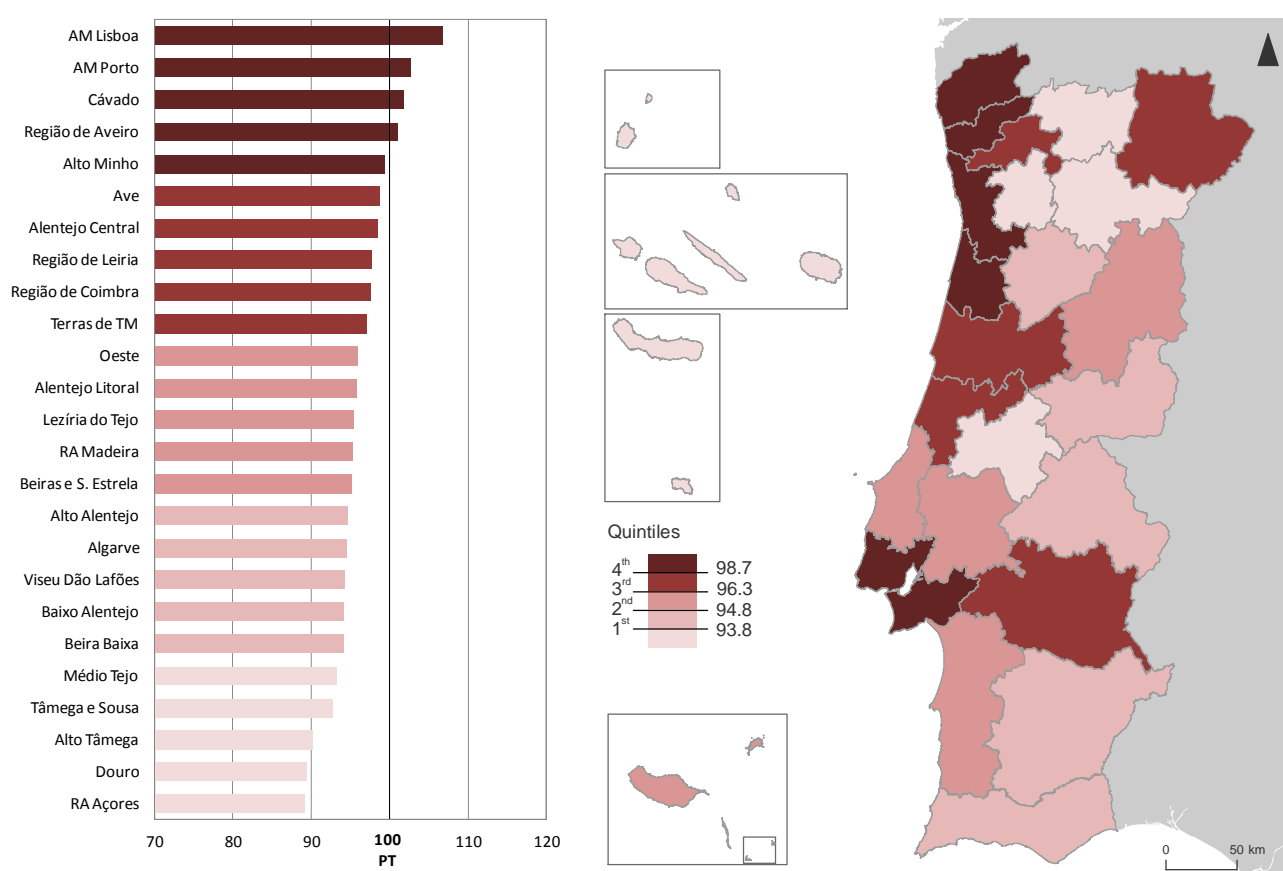 AM Lisboa
AM Porto
Cávado
Região de Aveiro
Alto Minho
Ave
Alentejo Central
Região de Leiria
Região de Coimbra
Terras de TM
Oeste
Alentejo Litoral
Lezíria do Tejo
RA Madeira
Beiras e S. Estrela
Alto Alentejo
Algarve
Viseu Dão Lafões
Baixo Alentejo
Beira Baixa
Médio Tejo
Tâmega e Sousa
Alto Tâmega
Douro
RA Açores
70 80 90 100 110 120
PT
Quintiles
4th 98.7
3rd 96.3
2nd 94.8
1st 93.8
0 50 km